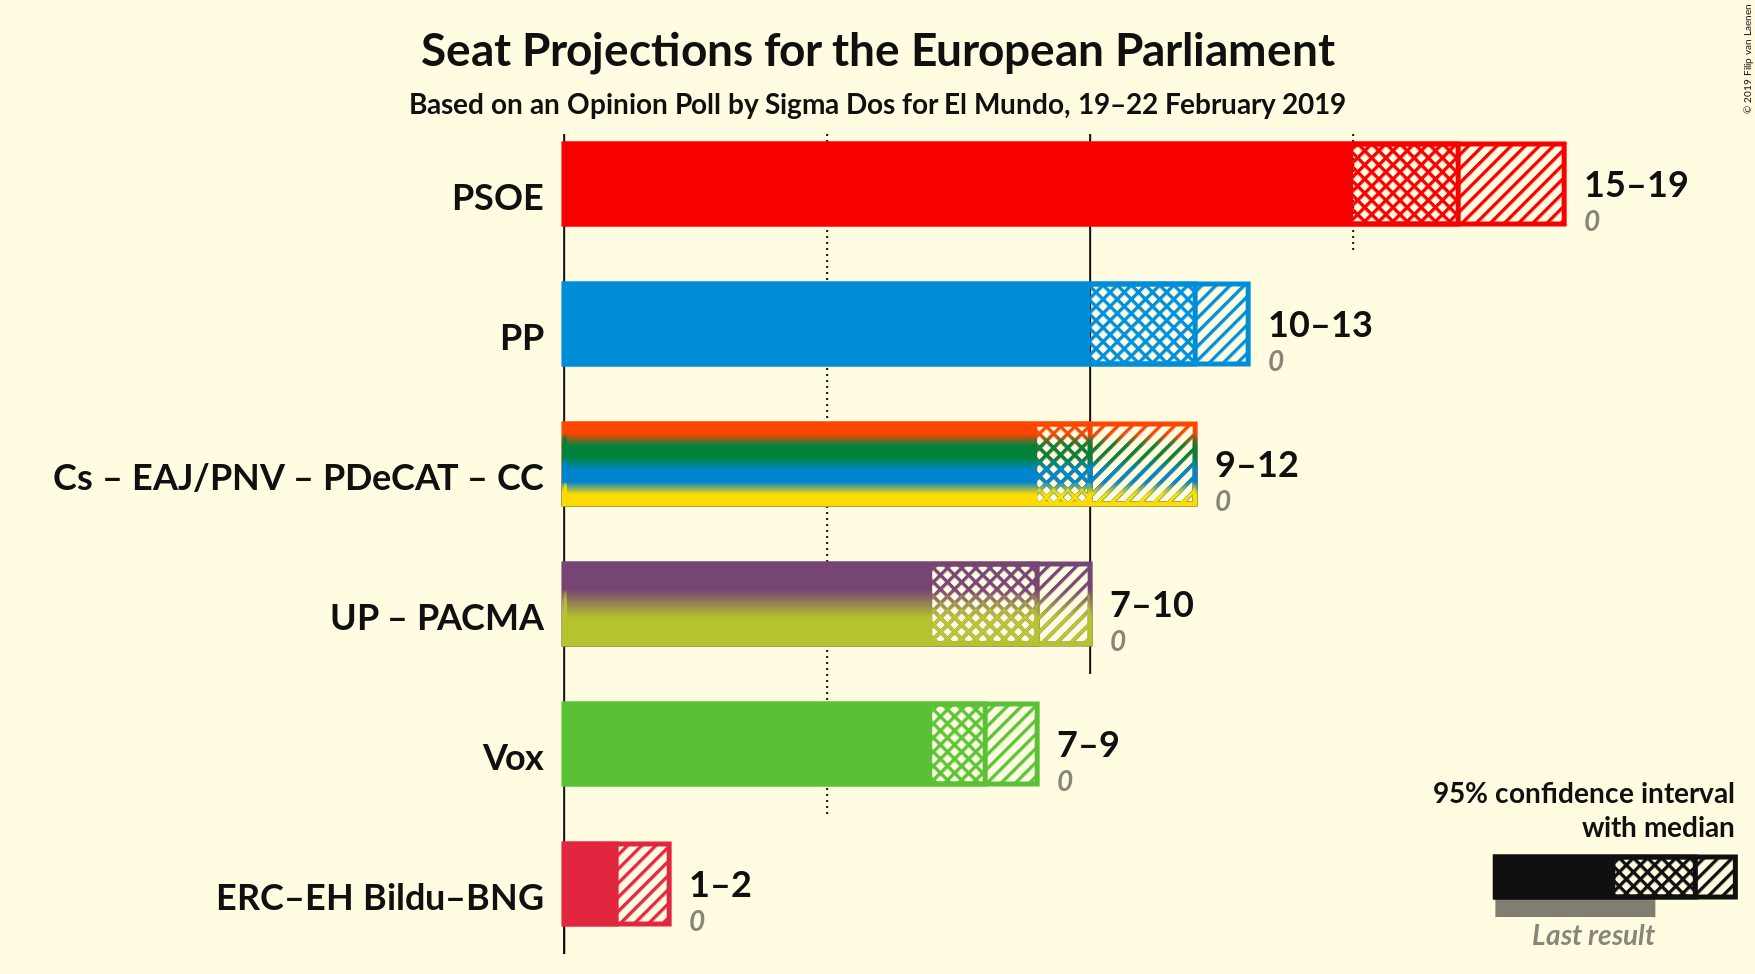 Seat Projections for the European Parliament
Based on an Opinion Poll by Sigma Dos for El Mundo, 19–22 February 2019
© 2019 Filip van Laenen
PSOE
15–19
0
PP
10–13
0
Cs – EAJ/PNV – PDeCAT – CC
9–12
0
UP – PACMA
7–10
0
Vox
7–9
0
ERC–EH Bildu–BNG
1–2
0
95% confidence interval
with median
Last result